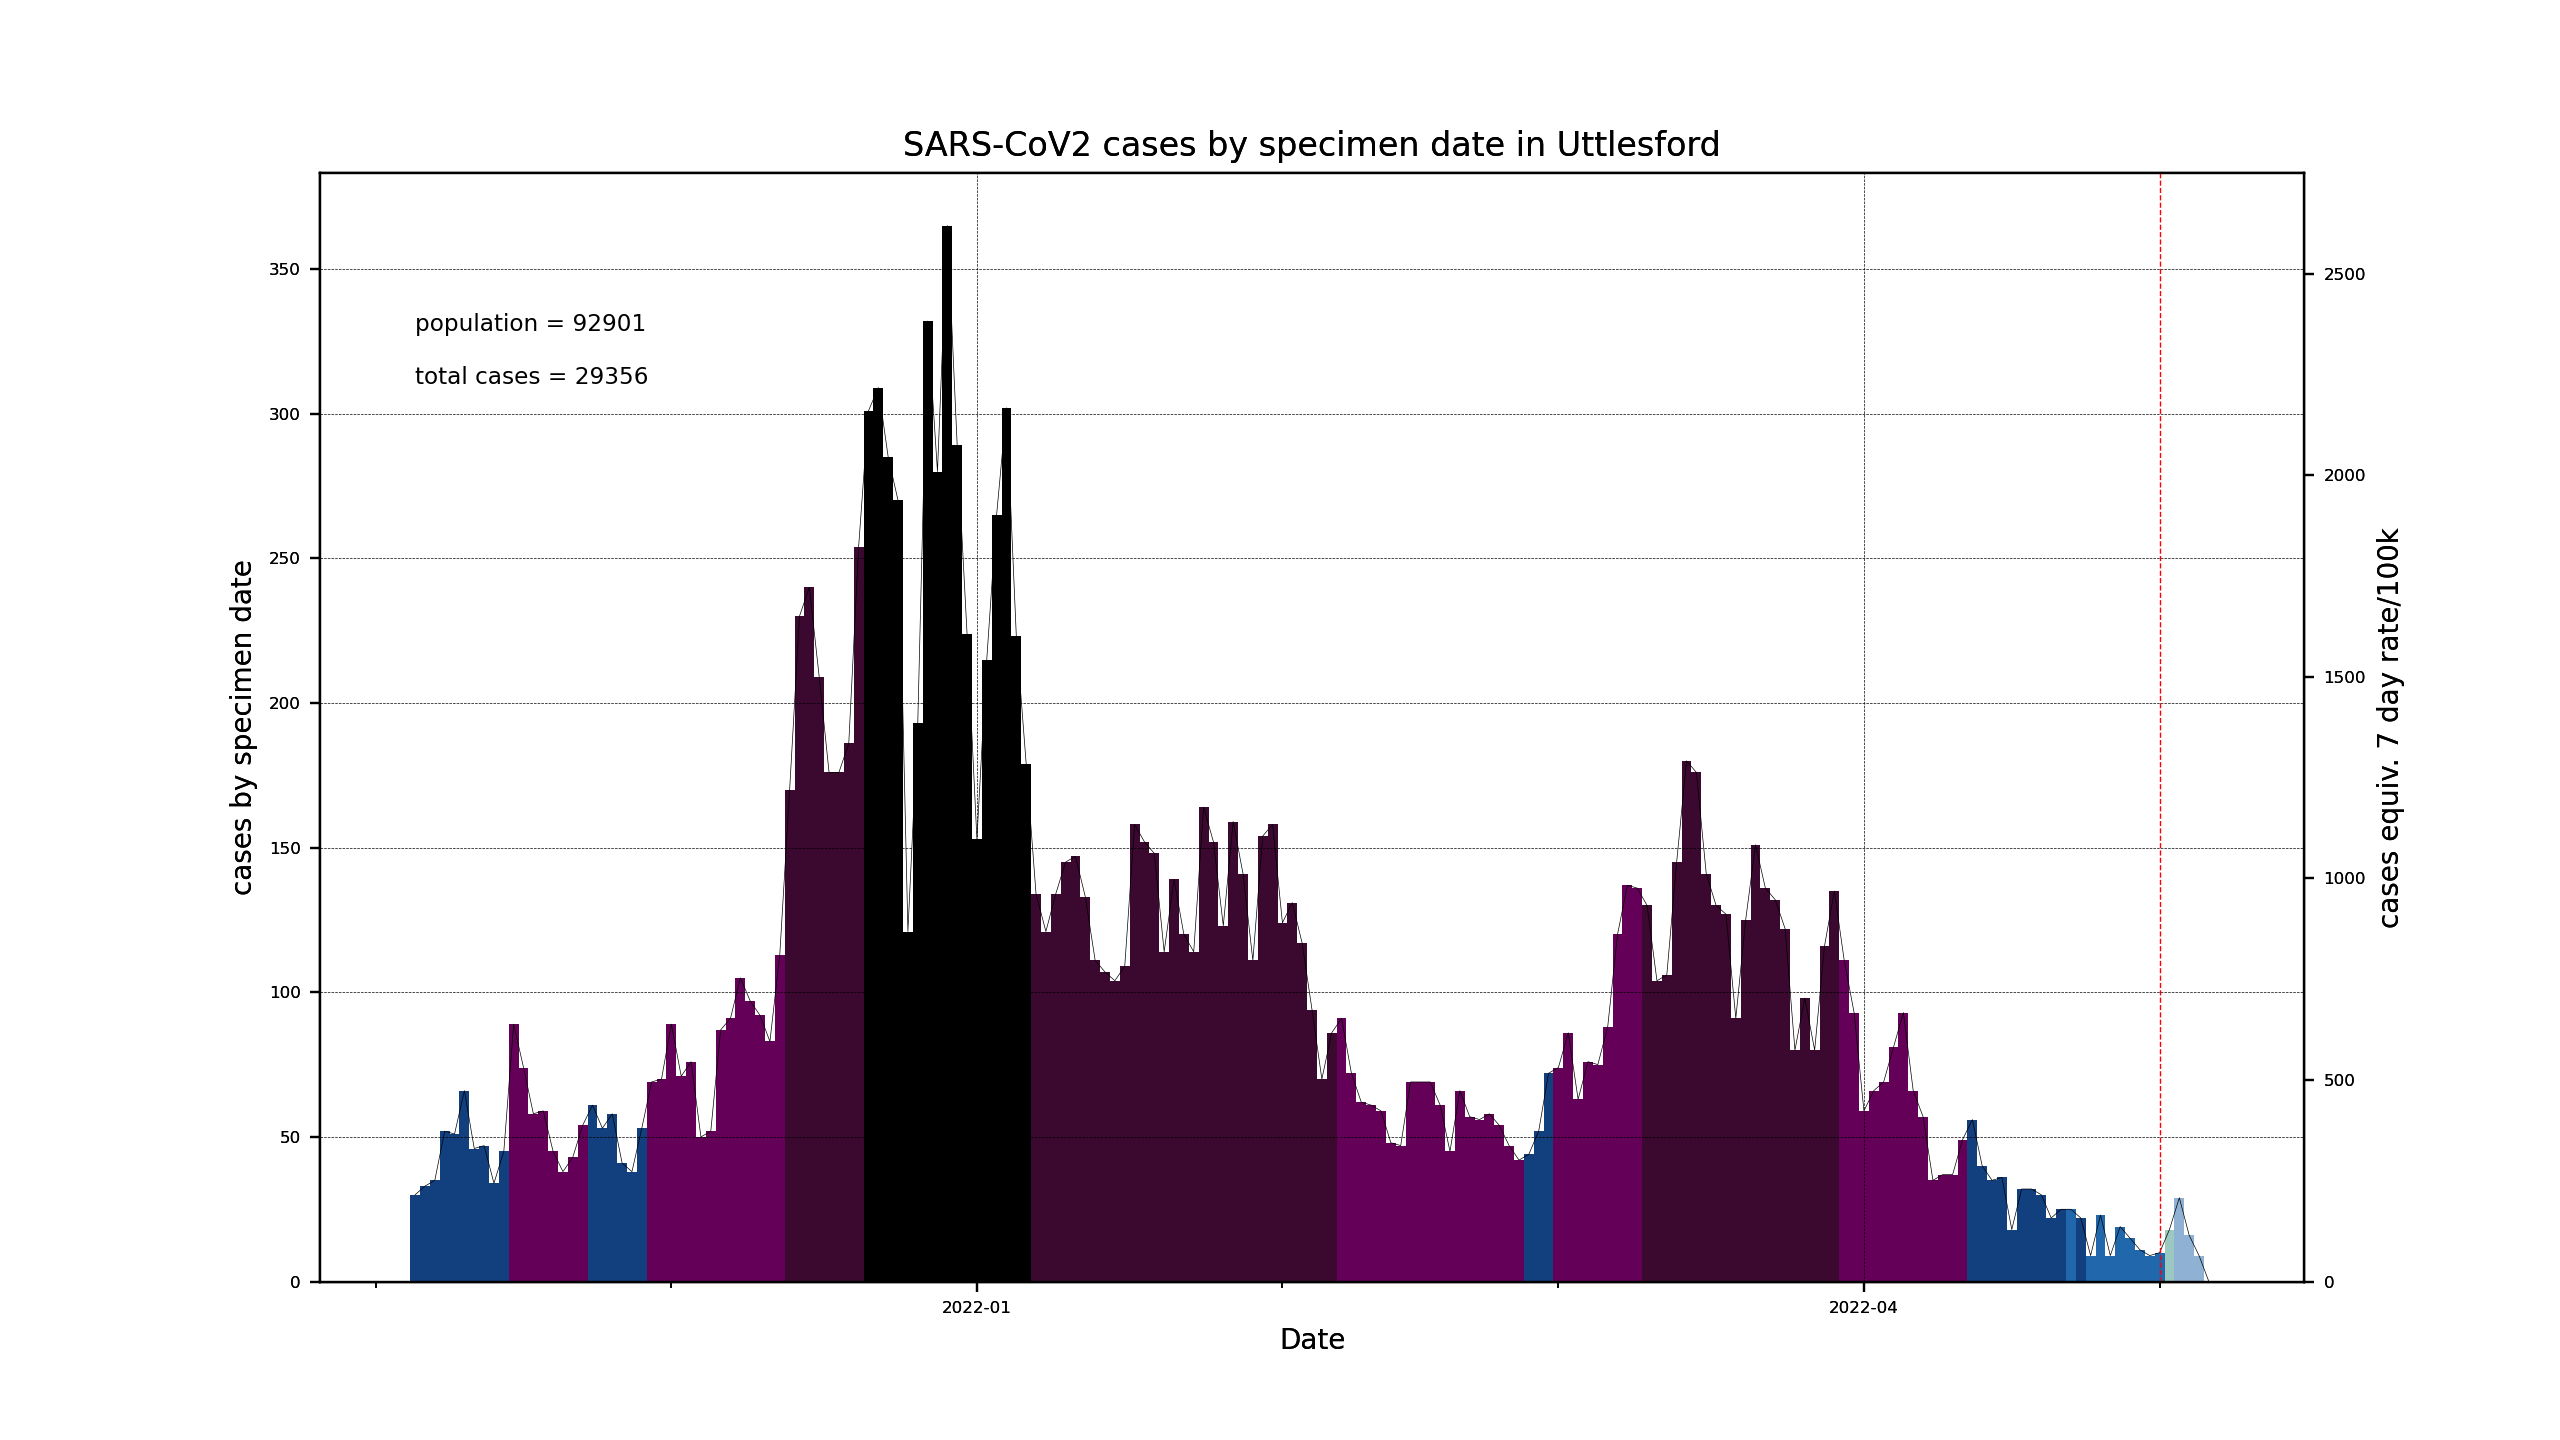 SARS-CoV2 cases by specimen date in Uttlesford
population = 92901
total cases = 29356
cases by specimen date
350
300
250
200
150
100
50
0
2500
2000
1500
1000
500
0
cases equiv. 7 day rate/100k
2022-01
2022-04
Date